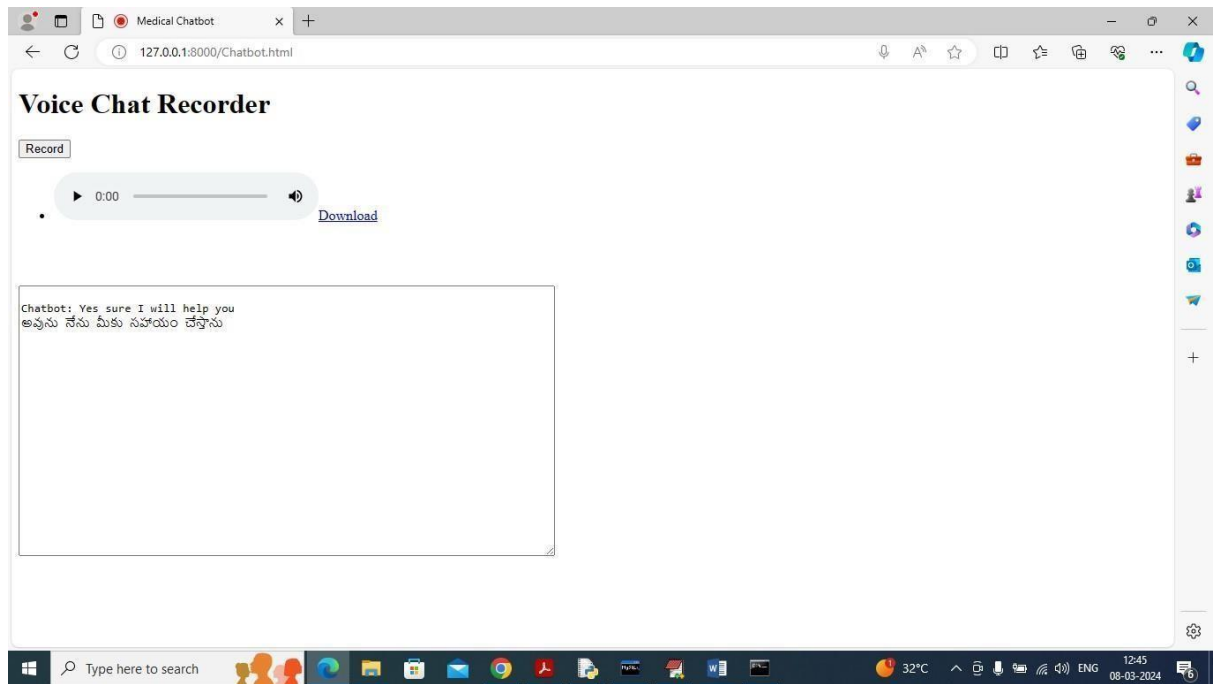 Medical Chatbot
127.0.0.1:8000/Chatbot.html
Voice Chat Recorder
Record
0:00
Download
Chatbot: Yes sure I will help you
అవును నేను మీకు సహాయం చేస్తాను
Type here to search
32°C
ENG
12:45
08-03-2024
6